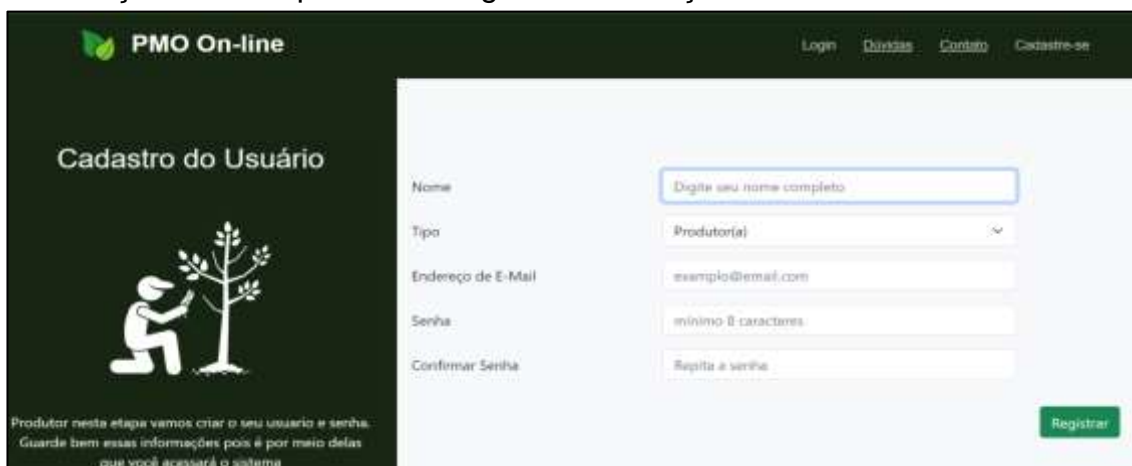 PMO On-line
Login Dúvidas Contato Cadastre-se
Cadastro do Usuário
Nome Digite seu nome completo
Tipo Produtor(a)
Endereço de E-Mail exemplo@email.com
Senha mínimo 8 caracteres
Confirmar Senha Repita a senha
Registrar
Produtor nesta etapa vamos criar o seu usuario e senha.
Guarde bem essas informações pois é por meio delas
que você acessará o sistema